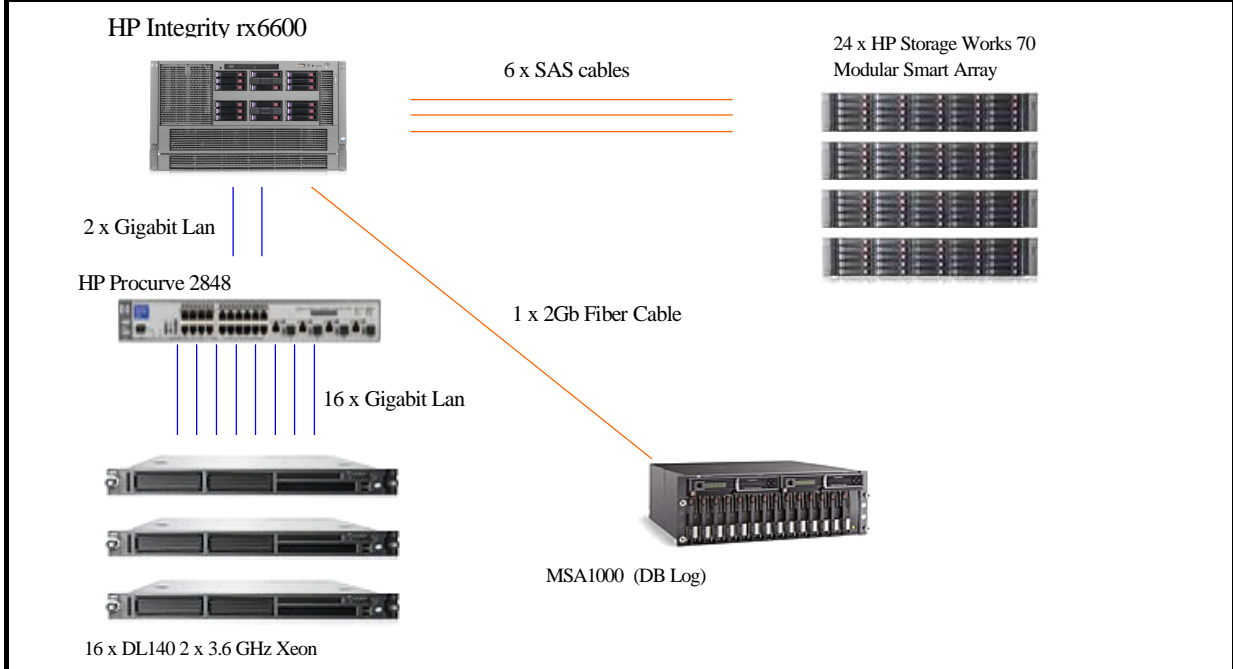 HP Integrity rx6600
6 x SAS cables
24 x HP Storage Works 70
Modular Smart Array
2 x Gigabit Lan
HP Procurve 2848
1 x 2Gb Fiber Cable
16 x Gigabit Lan
MSA1000 (DB Log)
16 x DL140 2 x 3.6 GHz Xeon